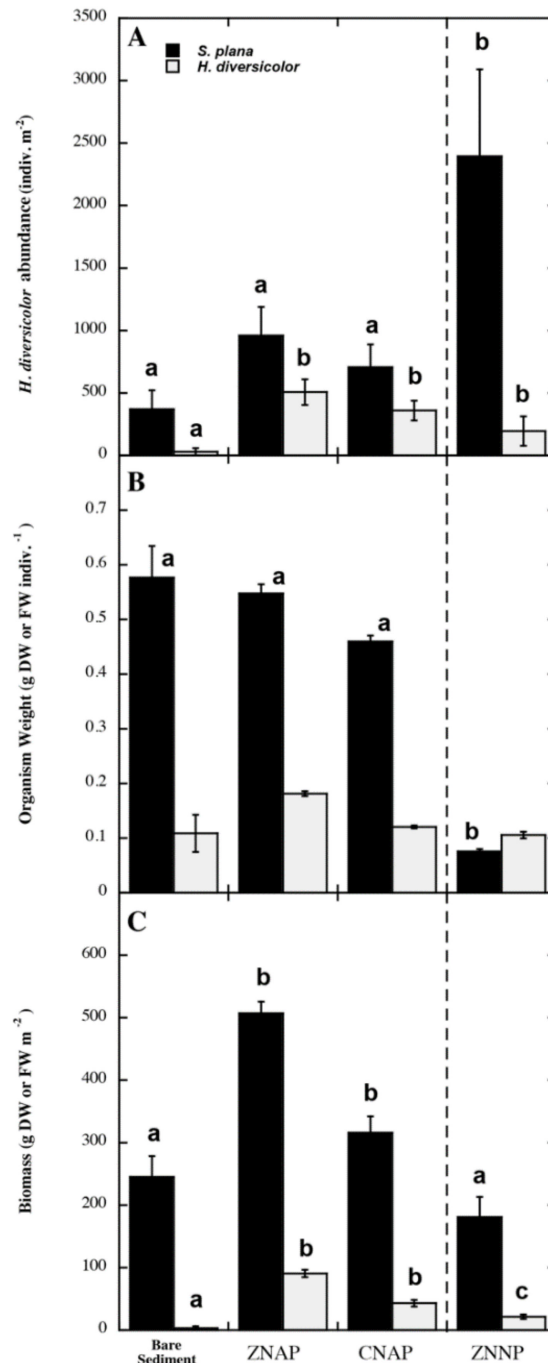 A
S. plana
H. diversicolor
H. diversicolor abundance (indiv. m-2)
3500
3000
2500
2000
1500
1000
500
0
a
a
a
b
a
b
b
b
B
Organism Weight (g DW or FW indiv. -1)
0.7
0.6
0.5
0.4
0.3
0.2
0.1
0
a
a
a
b
C
Biomass (g DW or FW m -2)
600
500
400
300
200
100
0
a
a
b
b
b
b
a
c
Bare
Sediment
ZNAP
CNAP
ZNNP